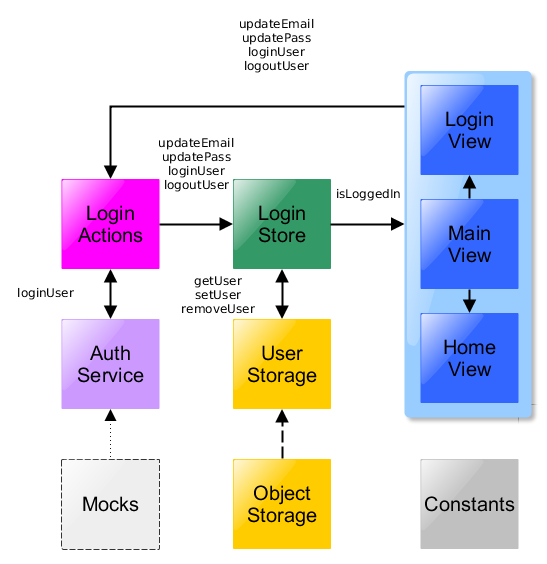 updateEmail
updatePass
loginUser
logoutUser
Login
View
updateEmail
updatePass
loginUser
logoutUser
Login
Actions
Login
Store
isLoggedIn
Main
View
loginUser
getUser
setUser
removeUser
Auth
Service
User
Storage
Home
View
Mocks
Object
Storage
Constants